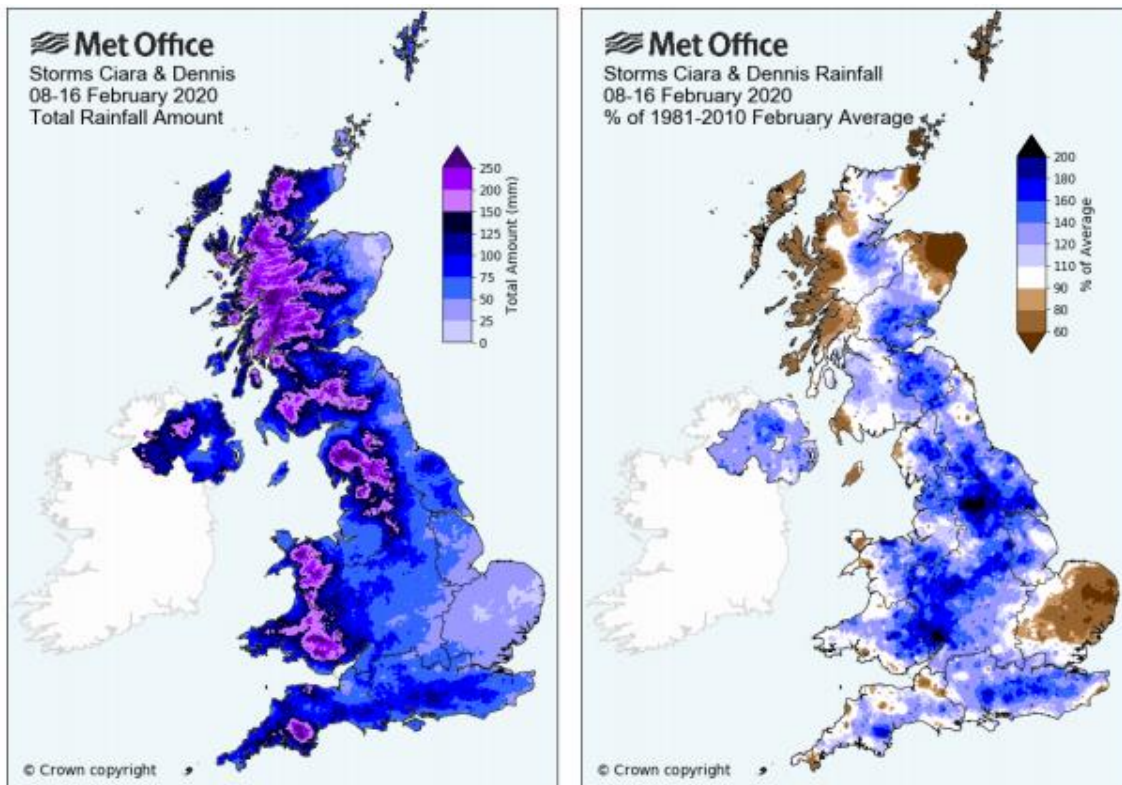 Met Office
Storms Ciara & Dennis
08-16 February 2020
Total Rainfall Amount
250
200
150
125
100
75
50
25
0
Total Amount (mm)
© Crown copyright
Met Office
Storms Ciara & Dennis Rainfall
08-16 February 2020
% of 1981-2010 February Average
200
180
160
140
120
110
90
80
60
% of Average
© Crown copyright